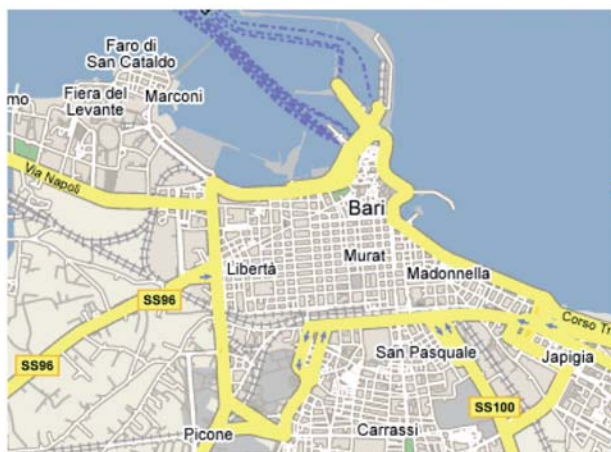 Faro di
San Cataldo
Fiera del
Levante
Marconi
mo
Via Napoli
Bari
Libertà
Murat
Madonnella
SS96
SS96
Corso Tr
San Pasquale
Japigia
SS100
Picone
Carrassi